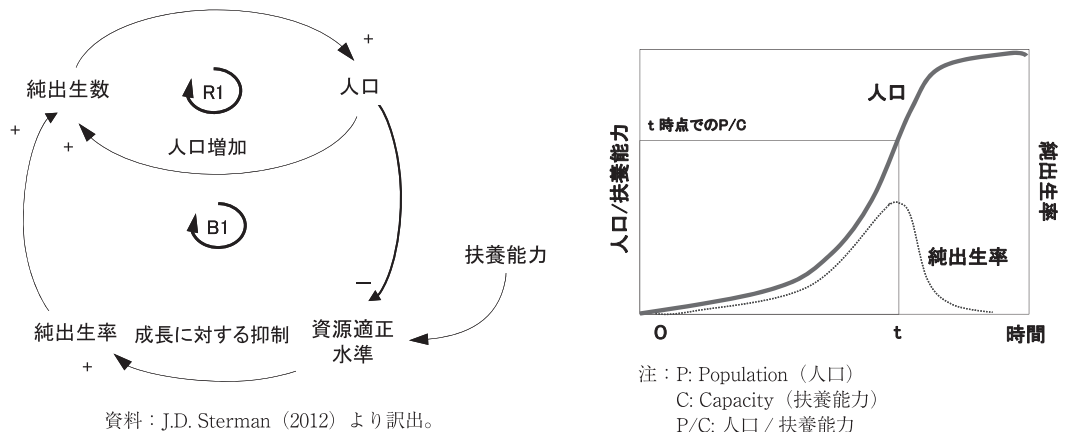 +
+
純出生数
R1
人口
人口増加
+
+
B1
扶養能力
−
純出生率
成長に対する抑制
資源適正
水準
+
資料：J.D. Sterman（2012）より訳出。
人口
t 時点でのP/C
人口/扶養能力
純出生率
純出生率
O
t
時間
注：P: Population（人口）
C: Capacity（扶養能力）
P/C: 人口 / 扶養能力